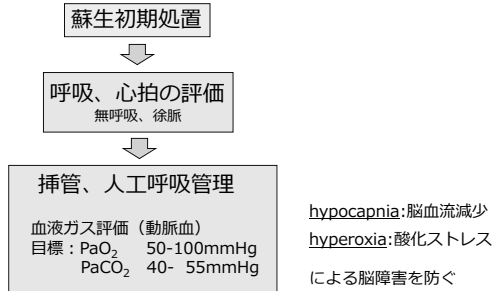 蘇生初期処置
呼吸、心拍の評価
無呼吸、徐脈
挿管、人工呼吸管理
血液ガス評価（動脈血）
目標：PaO₂ 50-100mmHg
PaCO₂ 40- 55mmHg
hypocapnia:脳血流減少
hyperoxia:酸化ストレス
による脳障害を防ぐ